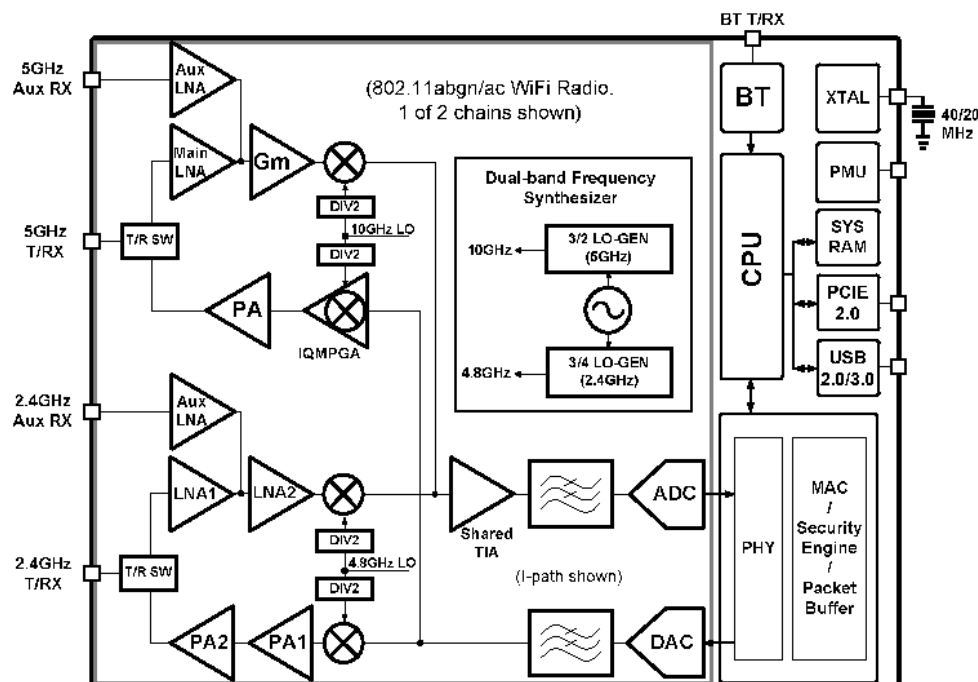 BT T/RX
5GHz
Aux RX
Aux
LNA
(802.11abgn/ac WiFi Radio.
1 of 2 chains shown)
BT
XTAL
40/20
MHz
Main
LNA
Gm
Dual-band Frequency
Synthesizer
CPU
PMU
5GHz
T/RX
T/R SW
DIV2
10GHz LO
DIV2
10GHz
3/2 LO-GEN
(5GHz)
SYS
RAM
PA
IQMPGA
PCIE
2.0
4.8GHz
3/4 LO-GEN
(2.4GHz)
USB
2.0/3.0
2.4GHz
Aux RX
Aux
LNA
LNA1
LNA2
Shared
TIA
ADC
PHY
MAC
/
Security
Engine
/
Packet
Buffer
2.4GHz
T/RX
T/R SW
DIV2
4.8GHz LO
DIV2
(I-path shown)
PA2
PA1
DAC